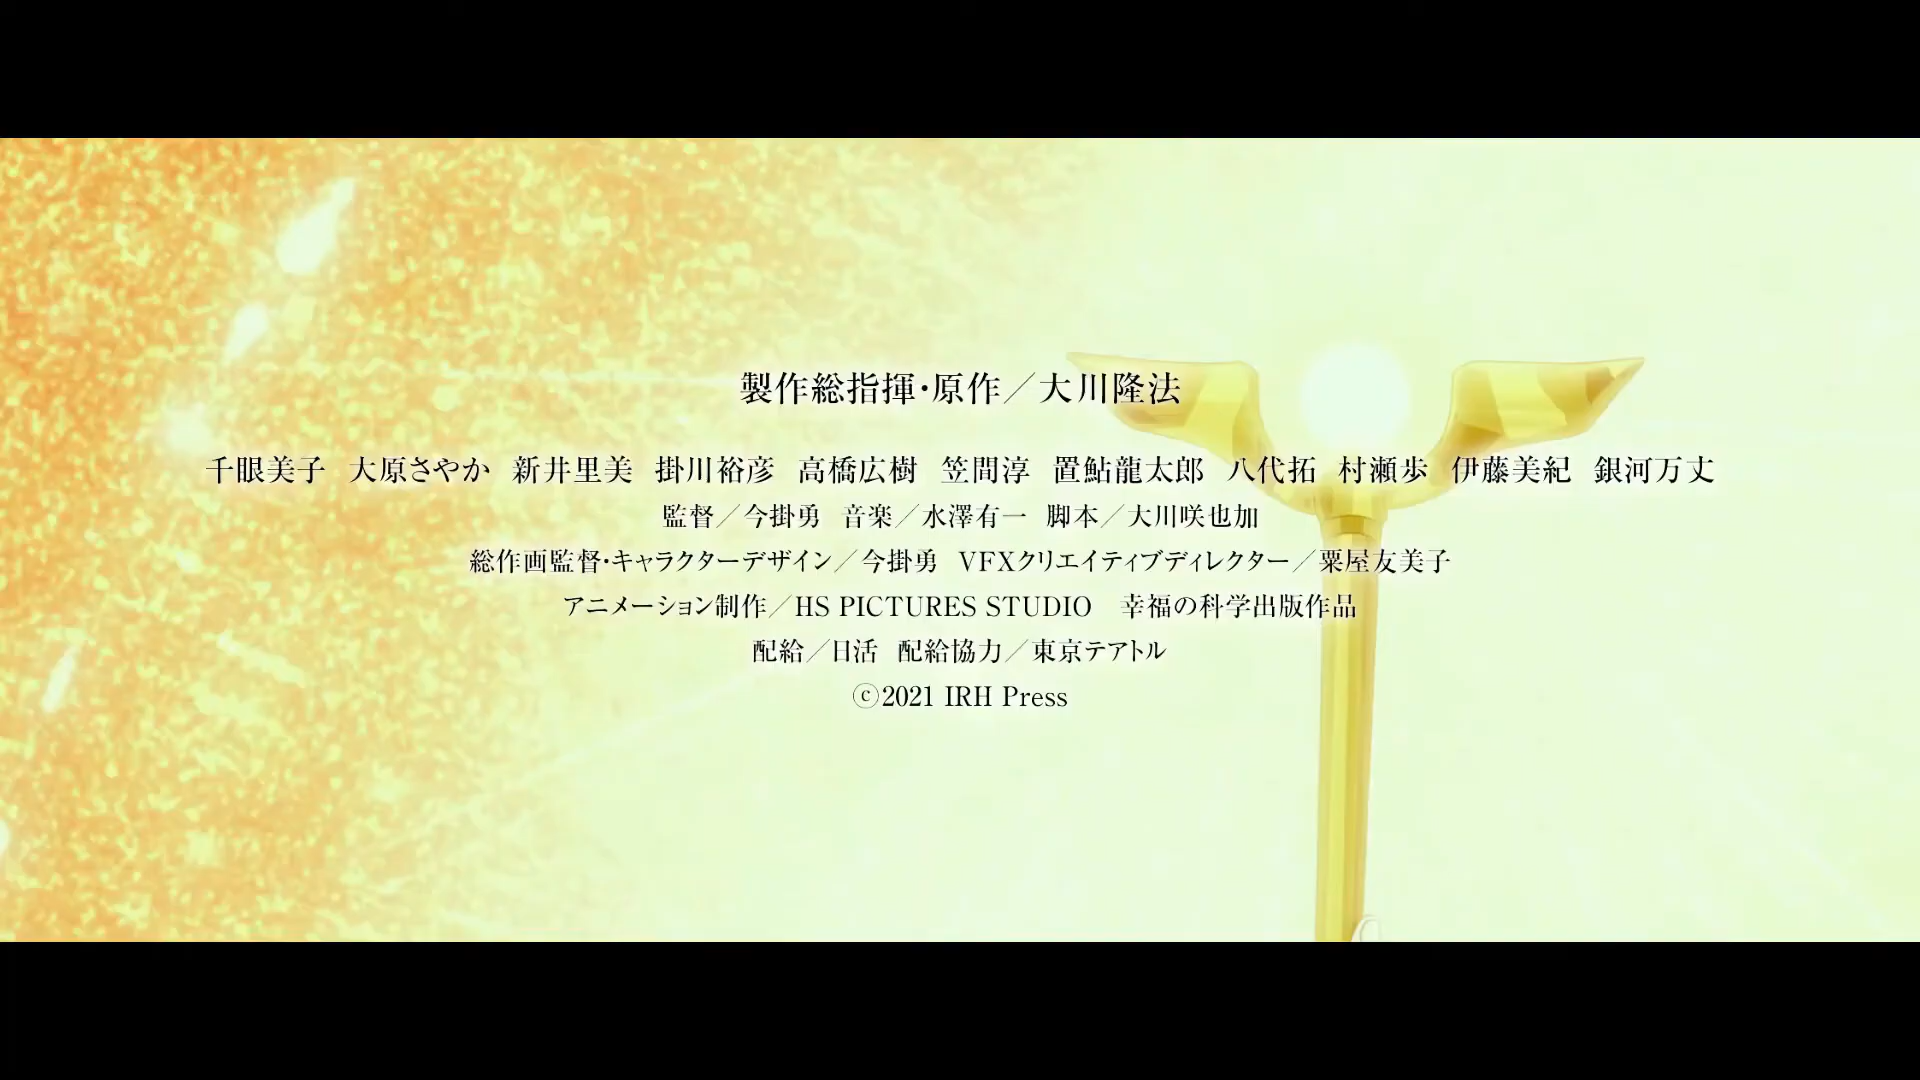 製作総指揮・原作／大川隆法
千眼美子 大原さやか 新井里美 掛川裕彦 高橋広樹 笠間淳 置鮎龍太郎 八代拓 村瀬歩 伊藤美紀 銀河万丈
監督／今掛勇 音楽／水澤有一 脚本／大川咲也加
総作画監督・キャラクターデザイン／今掛勇 VFXクリエイティブディレクター／粟屋友美子
アニメーション制作／HS PICTURES STUDIO 幸福の科学出版作品
配給／日活 配給協力／東京テアトル
©2021 IRH Press